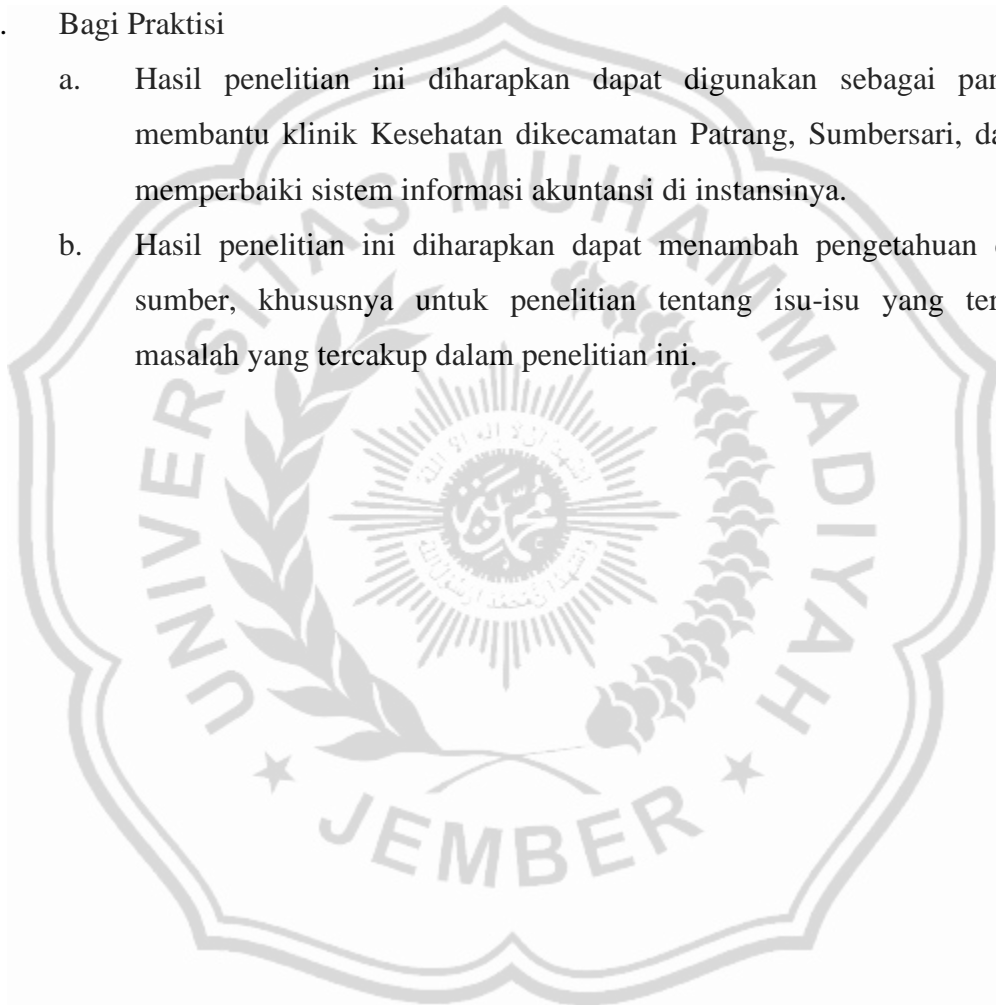 . Bagi Praktisi
a. Hasil penelitian ini diharapkan dapat digunakan sebagai
membantu klinik Kesehatan dikecamatan Patrang, Sumbersari,
memperbaiki sistem informasi akuntansi di instansinya.
b. Hasil penelitian ini diharapkan dapat menambah pengetahuan
sumber, khususnya untuk penelitian tentang isu-isu yang
masalah yang tercakup dalam penelitian ini.
UNIVERSITAS MUHAMMADIYAH
JEMBER